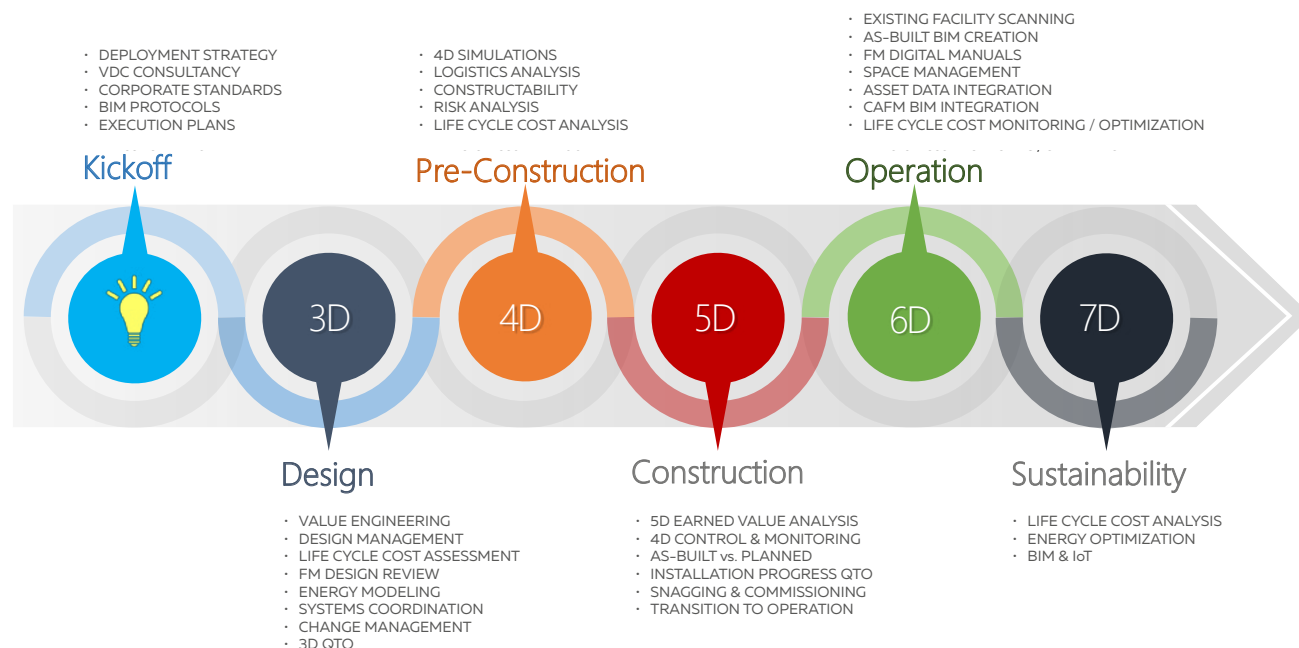 · DEPLOYMENT STRATEGY
· VDC CONSULTANCY
· CORPORATE STANDARDS
· BIM PROTOCOLS
· EXECUTION PLANS
Kickoff
· 4D SIMULATIONS
· LOGISTICS ANALYSIS
· CONSTRUCTABILITY
· RISK ANALYSIS
· LIFE CYCLE COST ANALYSIS
Pre-Construction
· EXISTING FACILITY SCANNING
· AS-BUILT BIM CREATION
· FM DIGITAL MANUALS
· SPACE MANAGEMENT
· ASSET DATA INTEGRATION
· CAFM BIM INTEGRATION
· LIFE CYCLE COST MONITORING / OPTIMIZATION
Operation
3D
4D
5D
6D
7D
Design
· VALUE ENGINEERING
· DESIGN MANAGEMENT
· LIFE CYCLE COST ASSESSMENT
· FM DESIGN REVIEW
· ENERGY MODELING
· SYSTEMS COORDINATION
· CHANGE MANAGEMENT
· 3D QTO
Construction
· 5D EARNED VALUE ANALYSIS
· 4D CONTROL & MONITORING
· AS-BUILT vs. PLANNED
· INSTALLATION PROGRESS QTO
· SNAGGING & COMMISSIONING
· TRANSITION TO OPERATION
Sustainability
· LIFE CYCLE COST ANALYSIS
· ENERGY OPTIMIZATION
· BIM & IoT